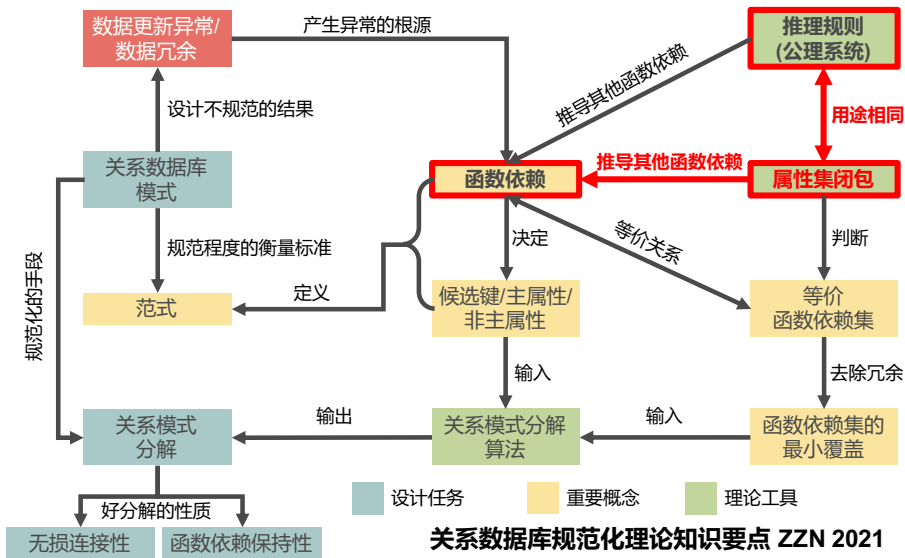 数据更新异常/
数据冗余
产生异常的根源
推理规则
(公理系统)
推导其他函数依赖
设计不规范的结果
用途相同
关系数据库
模式
函数依赖
推导其他函数依赖
属性集闭包
规范程度的衡量标准
决定
等价关系
判断
规范化的手段
范式
定义
候选键/主属性/
非主属性
等价
函数依赖集
输入
去除冗余
关系模式
分解
输出
关系模式分解
算法
输入
函数依赖集的
最小覆盖
好分解的性质
设计任务
重要概念
理论工具
无损连接性
函数依赖保持性
关系数据库规范化理论知识要点 ZZN 2021